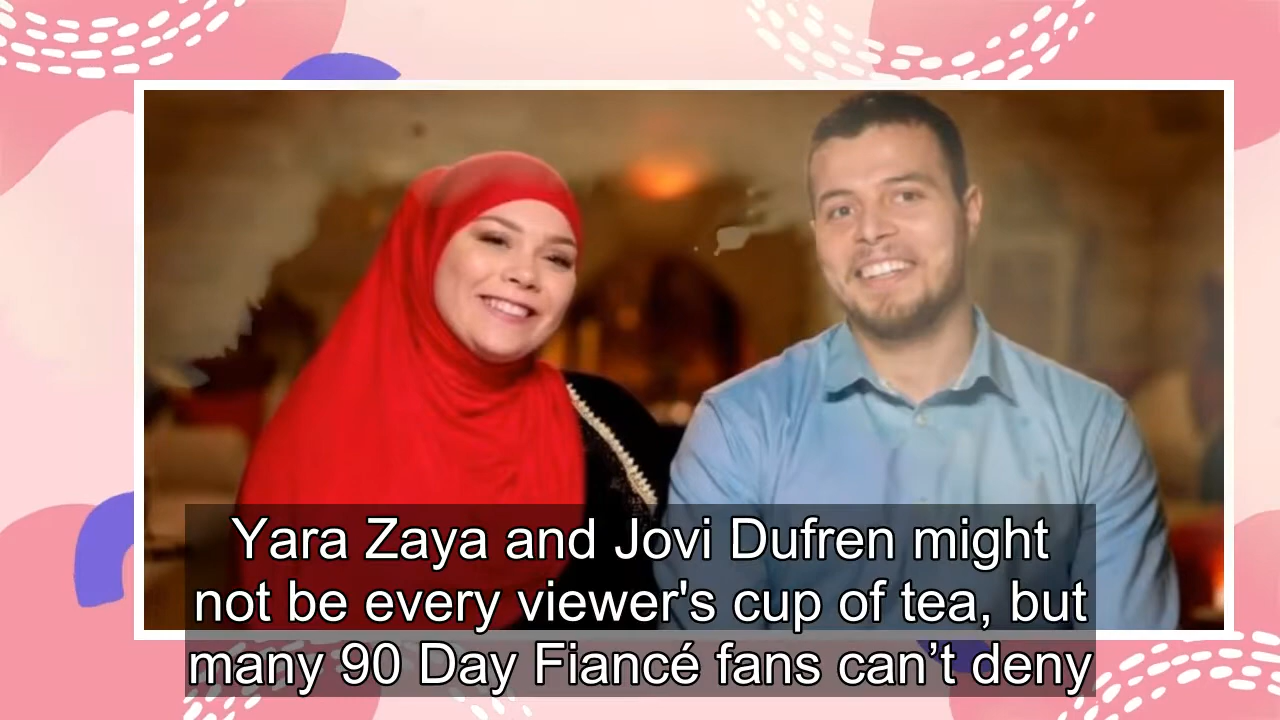 Yara Zaya and Jovi Dufren might
not be every viewer's cup of tea, but
many 90 Day Fiancé fans can’t deny